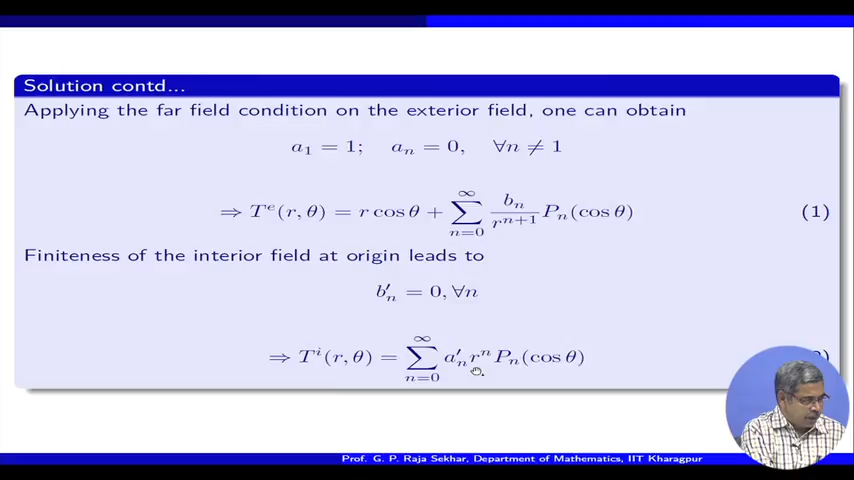 Solution contd...
Applying the far field condition on the exterior field, one can obtain
a₁ = 1; aₙ = 0, ∀n ≠ 1
⇒ Tᵉ(r, θ) = r cos θ + ∑_{n=0}^{∞} \frac{bₙ}{rⁿ⁺¹} Pₙ(cos θ) (1)
Finiteness of the interior field at origin leads to
b′ₙ = 0, ∀n
⇒ Tⁱ(r, θ) = ∑_{n=0}^{∞} a′ₙ rⁿ Pₙ(cos θ)
Prof. G. P. Raja Sekhar, Department of Mathematics, IIT Kharagpur